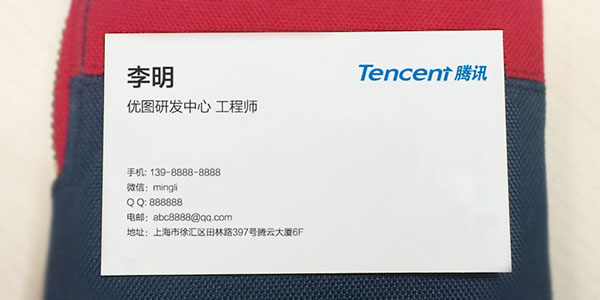 李明
Tencent 腾讯
优图研发中心 工程师
手机: 139-8888-8888
微信: mingli
Q Q: 888888
电邮: abc8888@qq.com
地址: 上海市徐汇区田林路397号腾云大厦6F